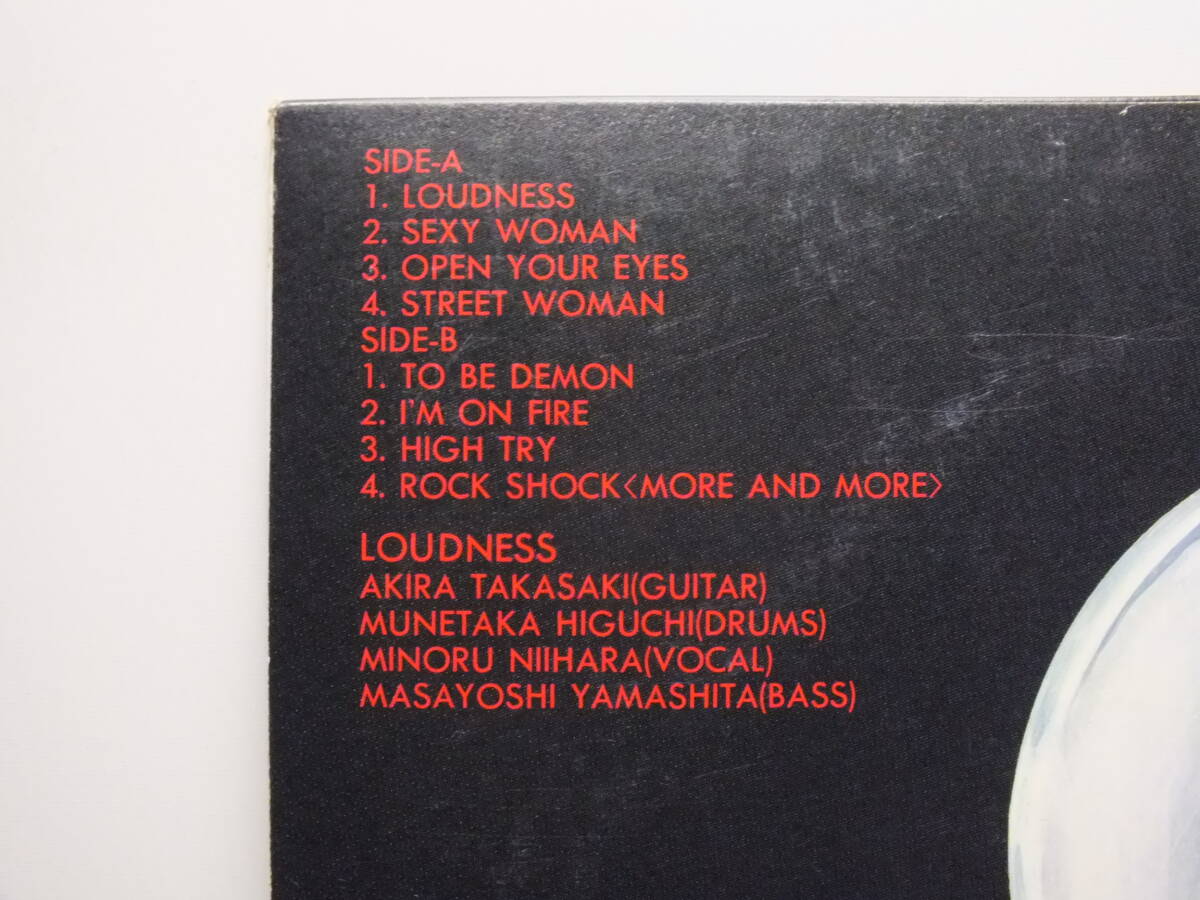 SIDE-A
1. LOUDNESS
2. SEXY WOMAN
3. OPEN YOUR EYES
4. STREET WOMAN
SIDE-B
1. TO BE DEMON
2. I'M ON FIRE
3. HIGH TRY
4. ROCK SHOCK〈MORE AND MORE〉
LOUDNESS
AKIRA TAKASAKI(GUITAR)
MUNETAKA HIGUCHI(DRUMS)
MINORU NIIHARA(VOCAL)
MASAYOSHI YAMASHITA(BASS)